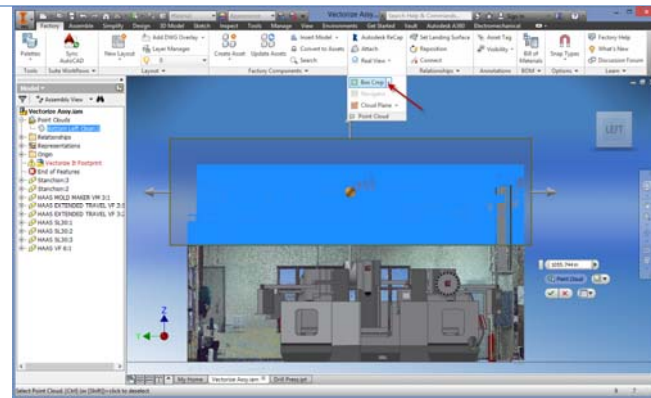 Vectorize Assy...
Search Help & Commands...
Factory Assemble Simplify Design 3D Model Sketch Inspect Tools Manage View Environments Get Started Vault Autodesk A360 Electromechanical
Palettes
Sync AutoCAD
New Layout
Add DWG Overlay
Layer Manager
Create Asset
Update Assets
Insert Model
Convert to Assets
Search
Autodesk ReCap
Attach
Real View
Set Landing Surface
Reposition
Connect
Asset Tag
Visibility
Bill of Materials
Snap Types
Factory Help
What's New
Discussion Forum
Tools Suite Workflows Layout Factory Components Relationships Annotations BOM Options Learn
Box Crop
Navigator
Cloud Plane
Point Cloud
Model
Assembly View
Vectorize Assy.iam
Point Clouds
Relationships
Representations
Origin
Vectorize B Footprint
End of Features
Stanchion:3
Stanchion:2
HAAS MOLD MAKER VM 3:1
HAAS EXTENDED TRAVEL VF
HAAS EXTENDED TRAVEL VF
HAAS SL30:1
HAAS SL30:2
HAAS SL30:3
HAAS VF 6:1
LEFT
Point Cloud
Z
Y
My Home Vectorize Assy.iam Drill Press.ipt
Select Point Cloud. [Ctrl] (or [Shift])+click to deselect